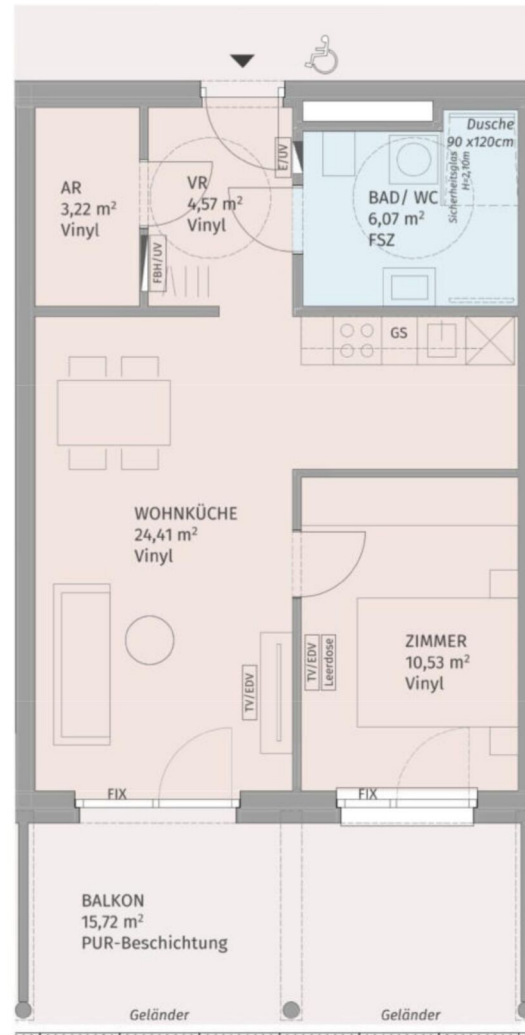 Dusche
90 x120cm
Sicherheitsglas
H=2,10m
E/UV
AR
3,22 m²
Vinyl
VR
4,57 m²
Vinyl
BAD/ WC
6,07 m²
FSZ
FBH/UV
GS
WOHNKÜCHE
24,41 m²
Vinyl
ZIMMER
10,53 m²
Vinyl
TV/EDV
TV/EDV
Leerdose
FIX
FIX
BALKON
15,72 m²
PUR-Beschichtung
Geländer
Geländer